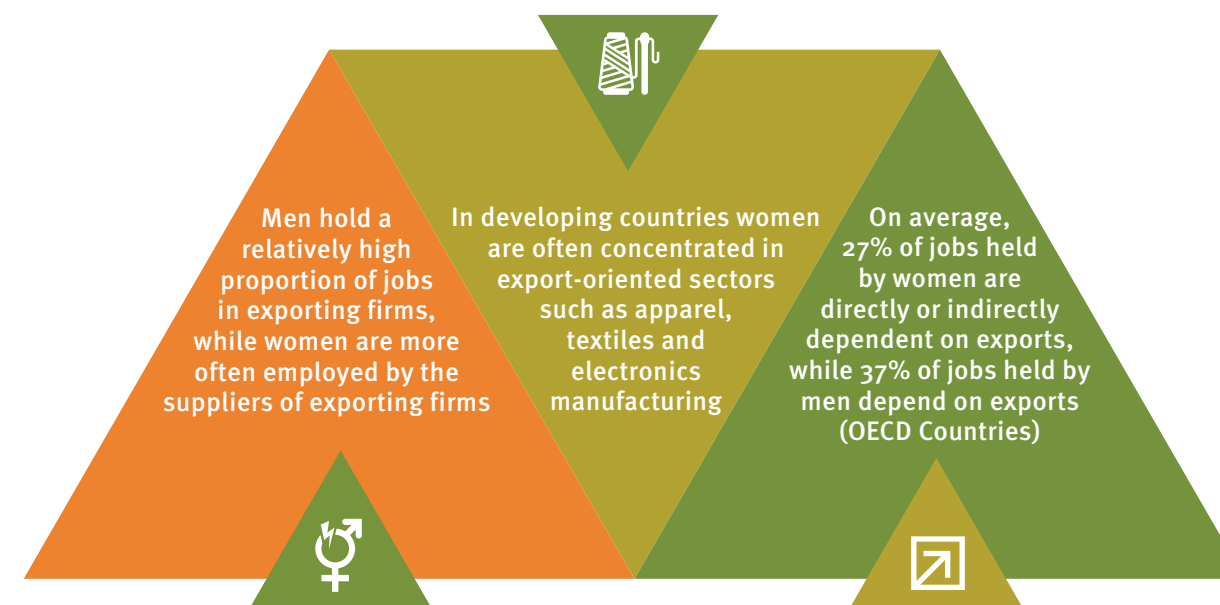 Men hold a
relatively high
proportion of jobs
in exporting firms,
while women are more
often employed by the
suppliers of exporting firms
In developing countries women
are often concentrated in
export-oriented sectors
such as apparel,
textiles and
electronics
manufacturing
On average,
27% of jobs held
by women are
directly or indirectly
dependent on exports,
while 37% of jobs held by
men depend on exports
(OECD Countries)